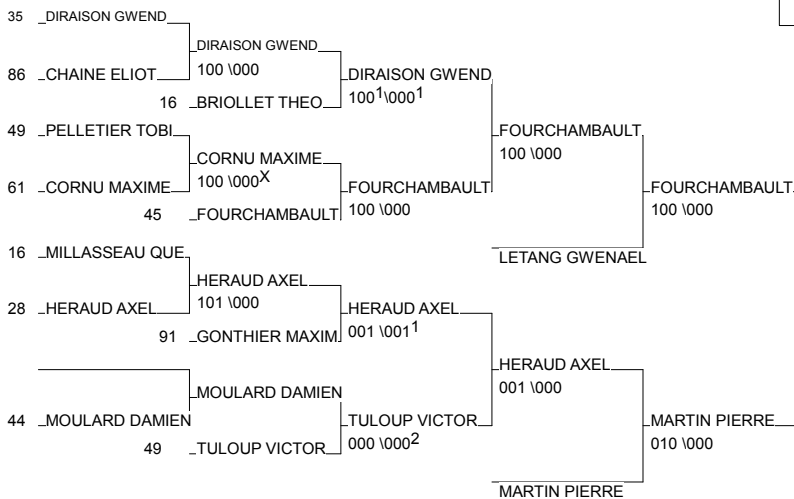 35 DIRAISON GWEND
DIRAISON GWEND
100 \000
86 CHAINE ELIOT
DIRAISON GWEND
100¹\000¹
16 BRIOLLET THEO
49 PELLETIER TOBI
FOURCHAMBAULT
100 \000
CORNU MAXIME
100 \000X
61 CORNU MAXIME
FOURCHAMBAULT
100 \000
FOURCHAMBAULT
100 \000
45 FOURCHAMBAULT
16 MILLASSEAU QUE
LETANG GWENAEL
HERAUD AXEL
101 \000
28 HERAUD AXEL
HERAUD AXEL
001 \001¹
91 GONTHIER MAXIM
HERAUD AXEL
001 \000
MOULARD DAMIEN
44 MOULARD DAMIEN
TULOUP VICTOR
000 \000²
MARTIN PIERRE
010 \000
49 TULOUP VICTOR
MARTIN PIERRE